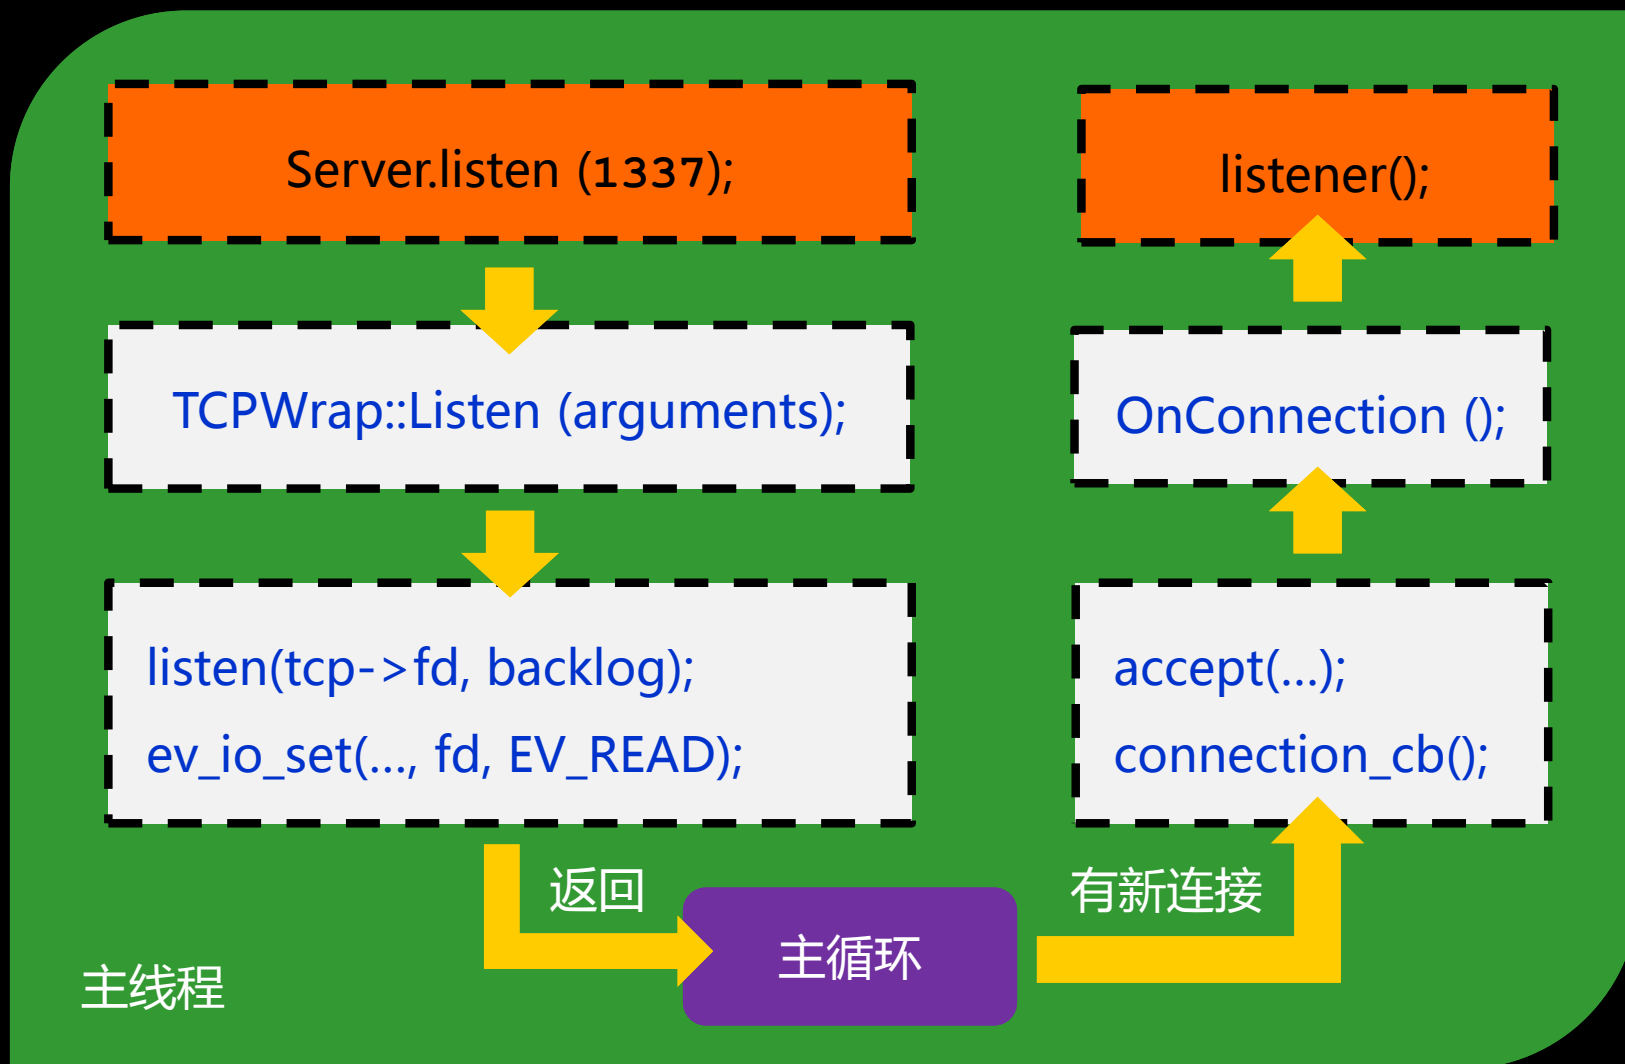 Server.listen (1337);
TCPWrap::Listen (arguments);
listen(tcp->fd, backlog);
ev_io_set(…, fd, EV_READ);
返回
主循环
有新连接
accept(…);
connection_cb();
OnConnection ();
listener();
主线程